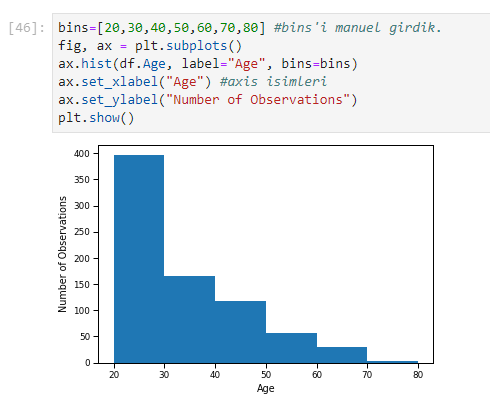 [46]: bins=[20,30,40,50,60,70,80] #bins'i manuel girdik.
fig, ax = plt.subplots()
ax.hist(df.Age, label="Age", bins=bins)
ax.set_xlabel("Age") #axis isimleri
ax.set_ylabel("Number of Observations")
plt.show()
400
350
300
250
200
150
100
50
0
Number of Observations
20 30 40 50 60 70 80
Age